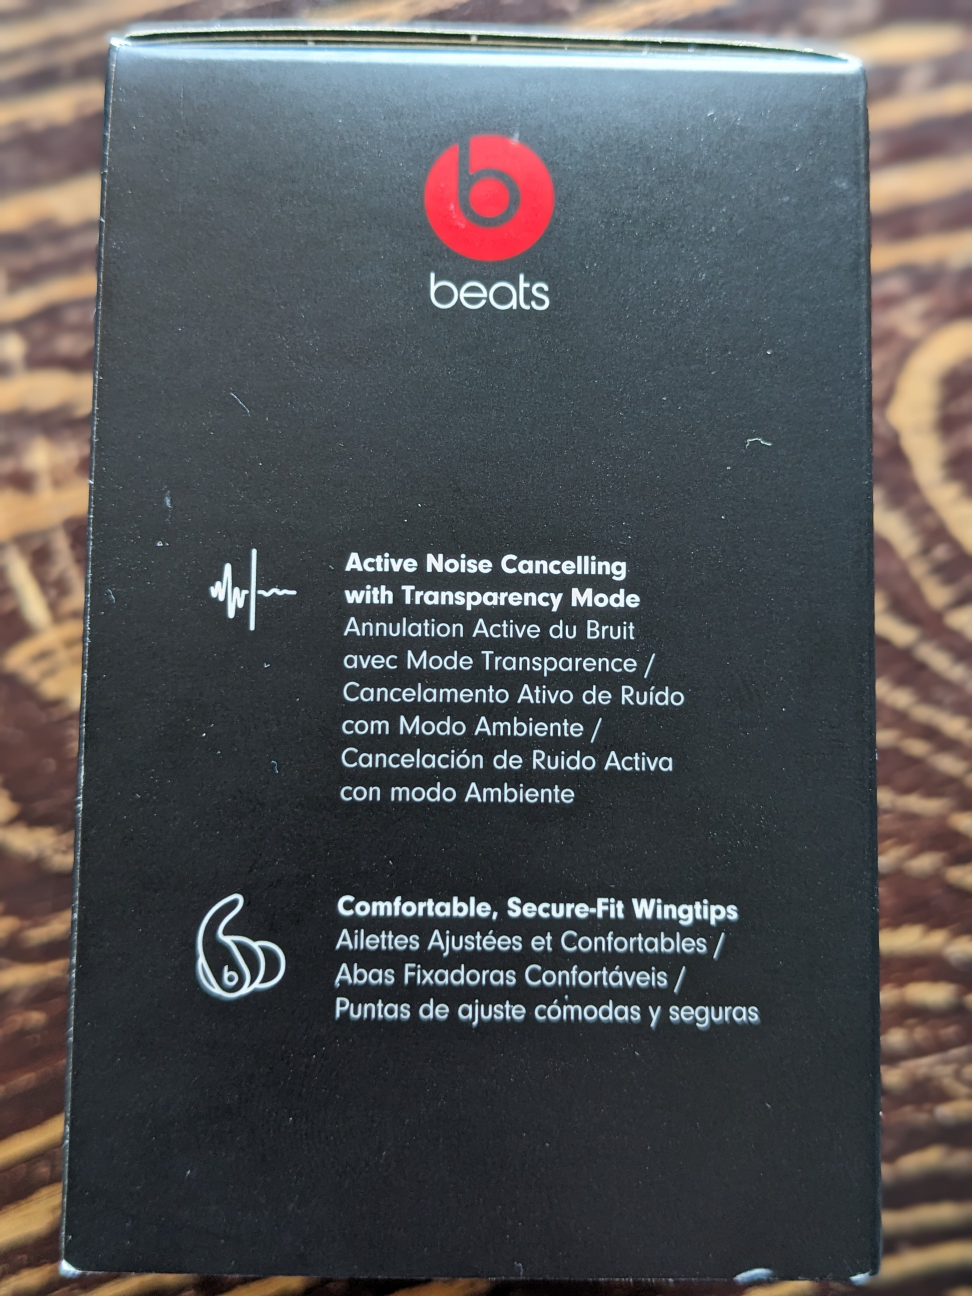 beats
Active Noise Cancelling
with Transparency Mode
Annulation Active du Bruit
avec Mode Transparence /
Cancelamento Ativo de Ruído
com Modo Ambiente /
Cancelación de Ruido Activa
con modo Ambiente
Comfortable, Secure-Fit Wingtips
Ailettes Ajustées et Confortables /
Abas Fixadoras Confortáveis /
Puntas de ajuste cómodas y seguras